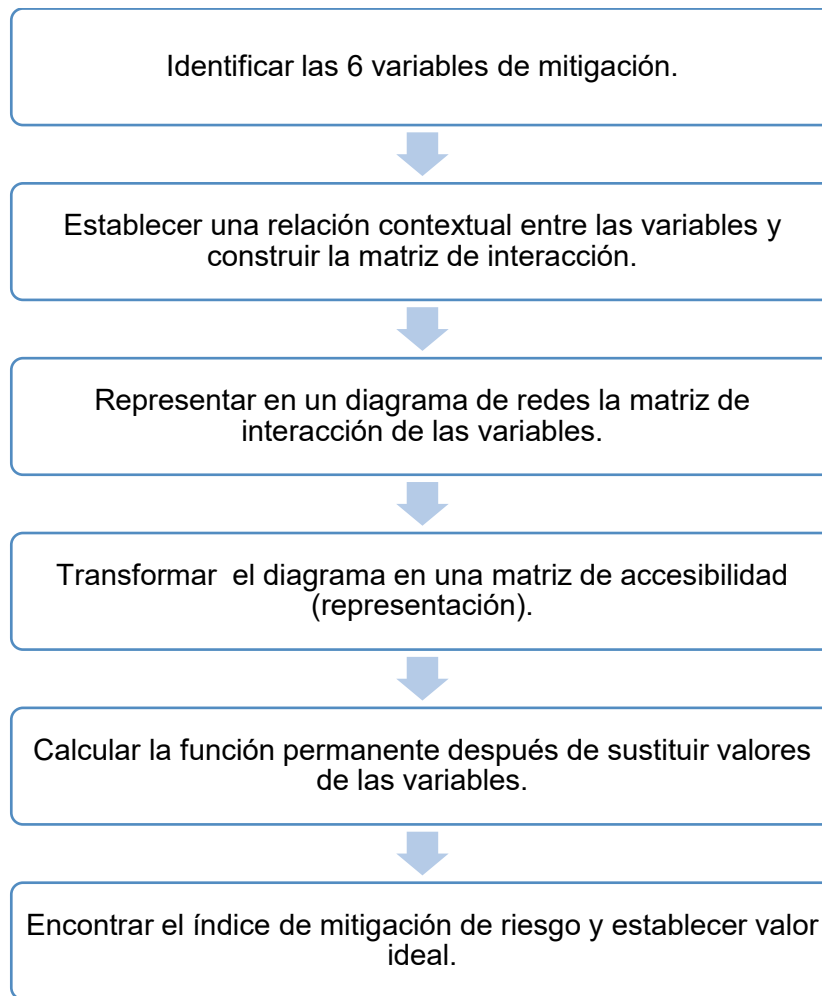 Identificar las 6 variables de mitigación.
Establecer una relación contextual entre las variables y
construir la matriz de interacción.
Representar en un diagrama de redes la matriz de
interacción de las variables.
Transformar  el diagrama en una matriz de accesibilidad
(representación).
Calcular la función permanente después de sustituir valores
de las variables.
Encontrar el índice de mitigación de riesgo y establecer valor
ideal.